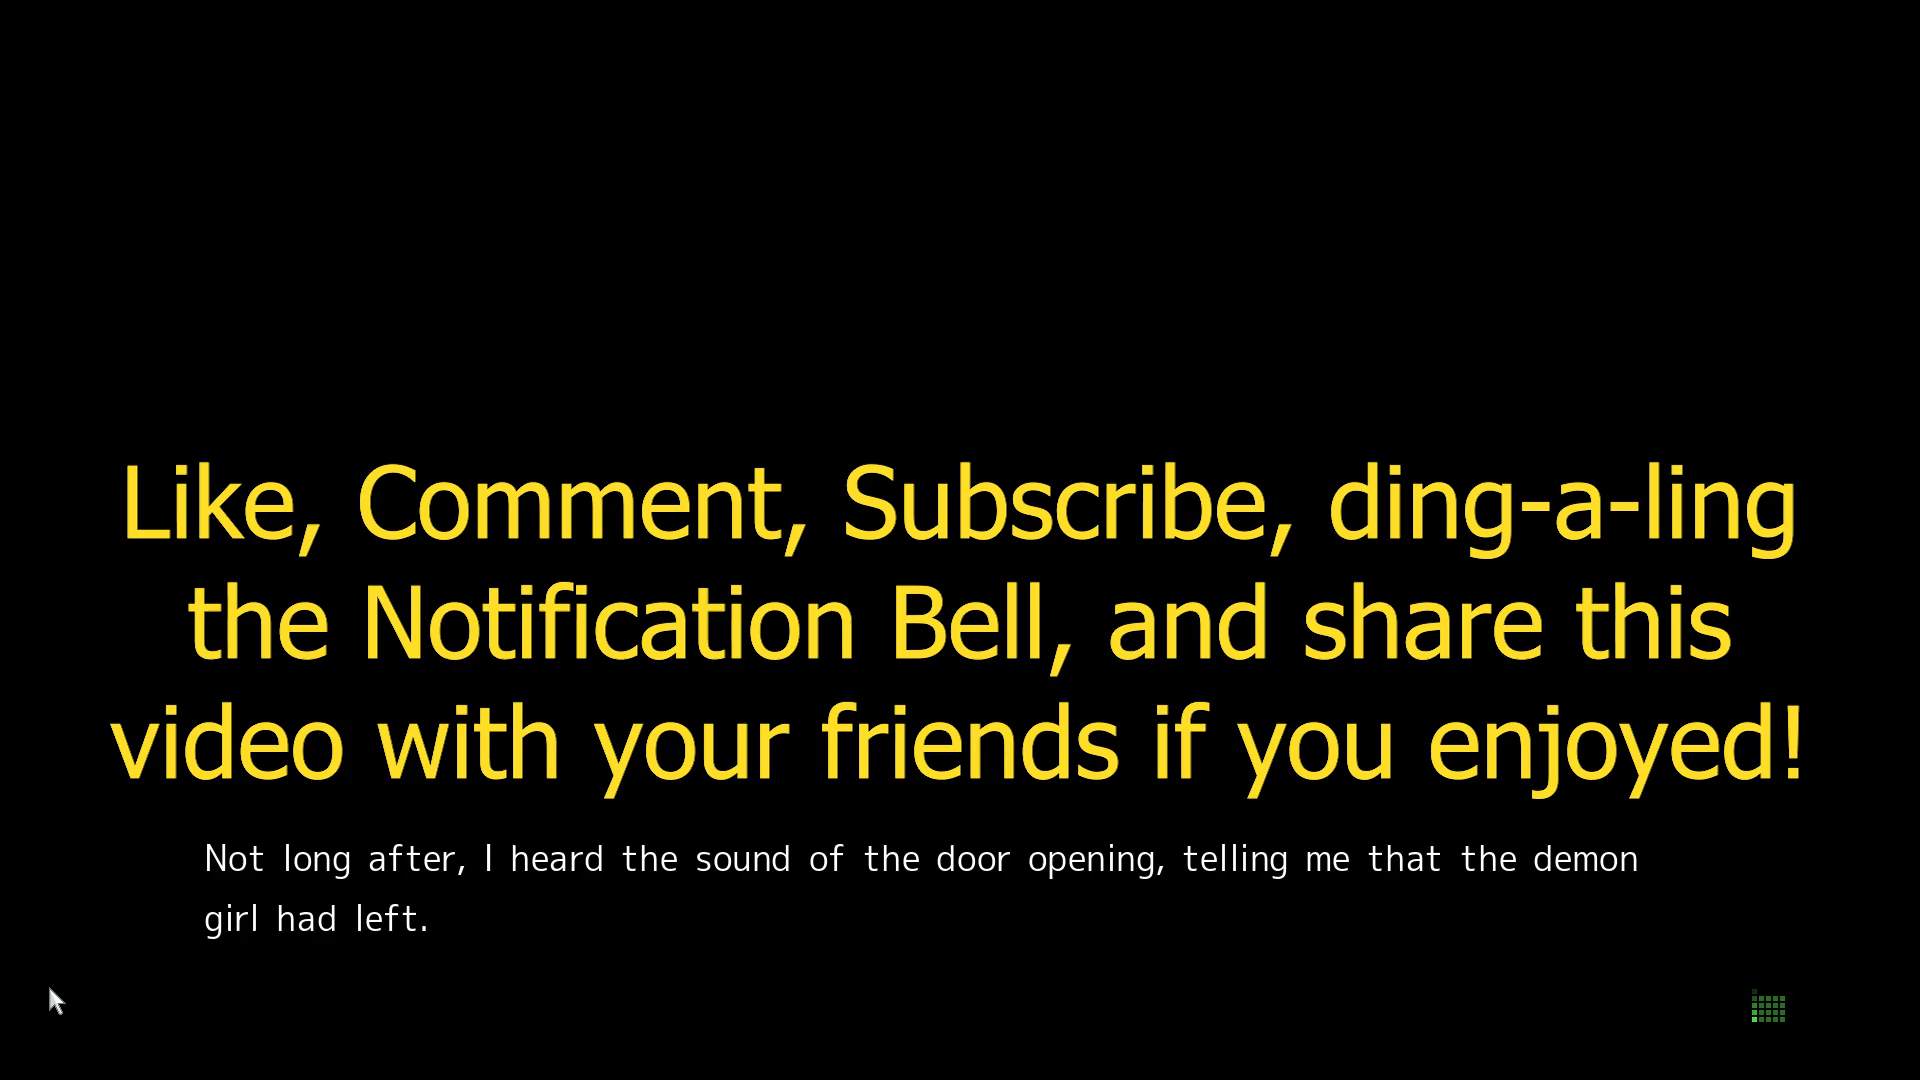 Like, Comment, Subscribe, ding-a-ling
the Notification Bell, and share this
video with your friends if you enjoyed!
Not long after, I heard the sound of the door opening, telling me that the demon
girl had left.